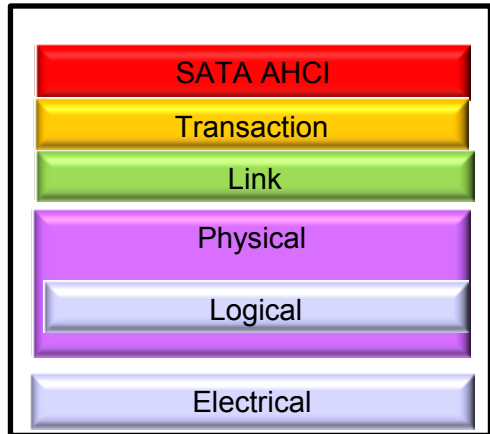 SATA AHCI
Transaction
Link
Physical
Logical
Electrical